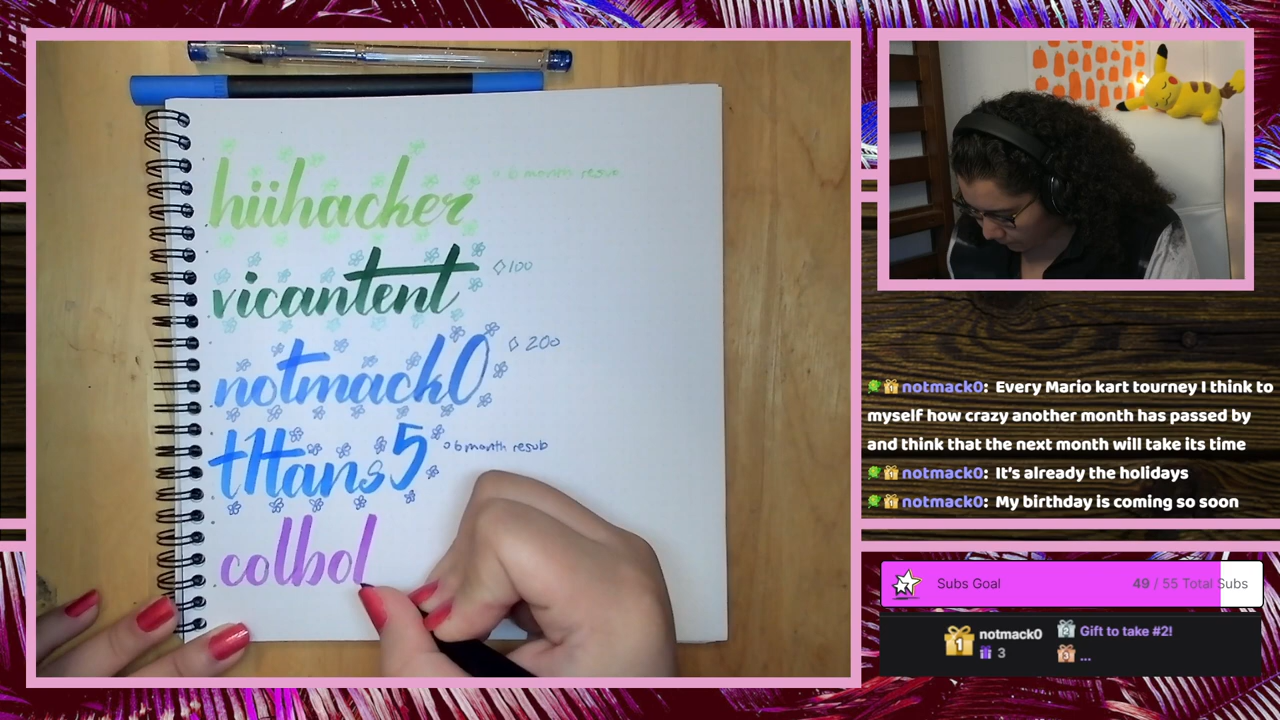 hiihacker
6 month resub
vicantent
◇100
notmack0
◇ 200
tHans5
6 month resub
colbol
notmack0: Every Mario kart tourney I think to
myself how crazy another month has passed by
and think that the next month will take its time
notmack0: It's already the holidays
notmack0: My birthday is coming so soon
Subs Goal
49 / 55 Total Subs
1
notmack0
3
2
Gift to take #2!
3
...